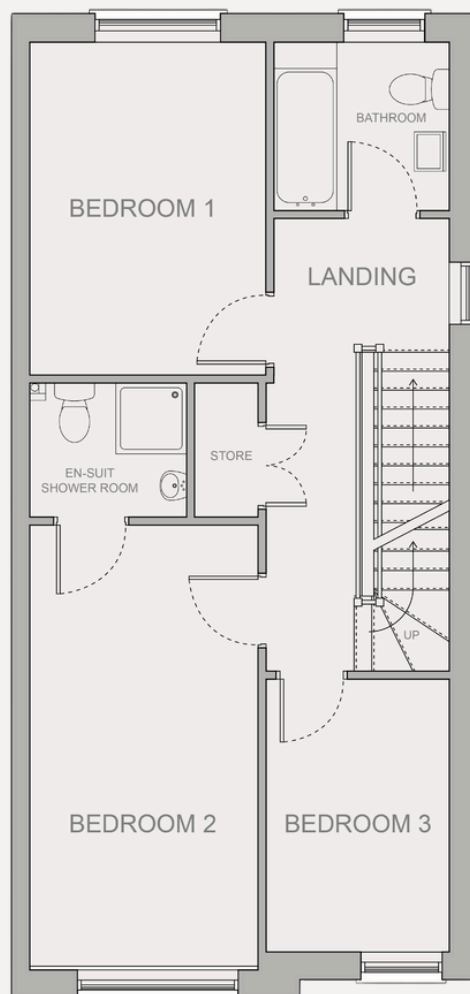 BATHROOM
BEDROOM 1
LANDING
STORE
EN-SUIT
SHOWER ROOM
UP
BEDROOM 2
BEDROOM 3